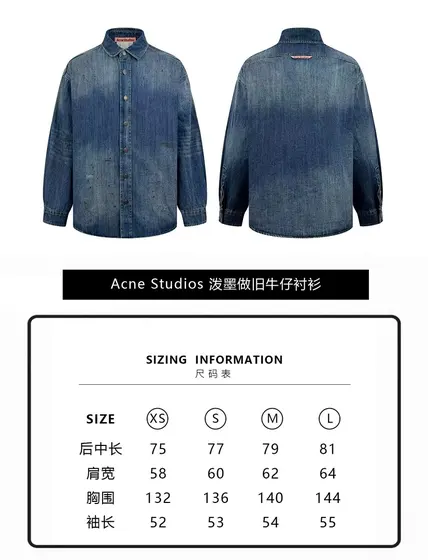 Acne Studios
Acne Studios 泼墨做旧牛仔衬衫
SIZING INFORMATION
尺码表
SIZE XS S M L
后中长 75 77 79 81
肩宽 58 60 62 64
胸围 132 136 140 144
袖长 52 53 54 55